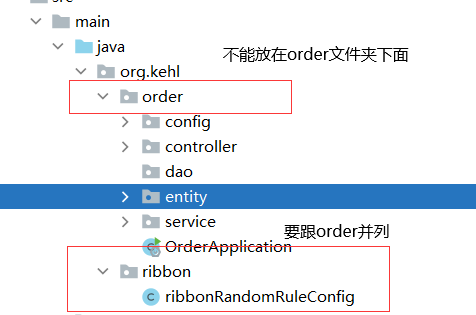 main
java
org.kehl
不能放在order文件夹下面
order
config
controller
dao
entity
service
OrderApplication
要跟order并列
ribbon
ribbonRandomRuleConfig